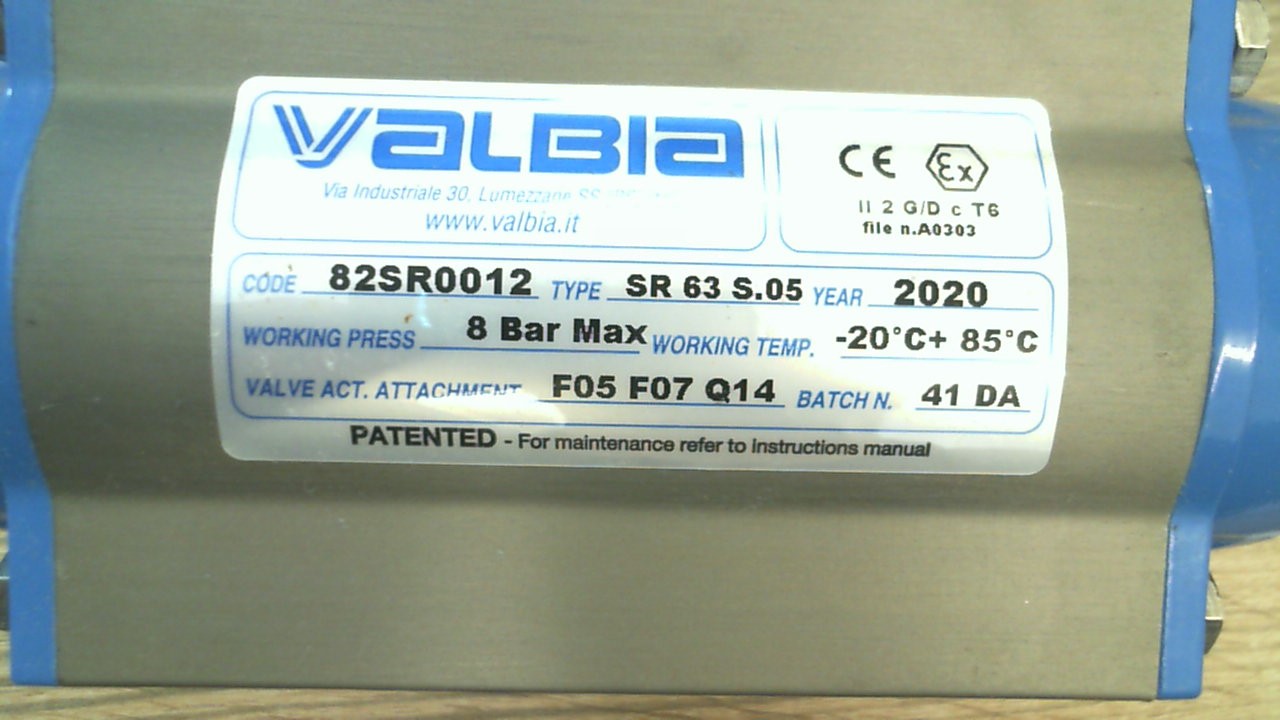 VALBIA
Via Industriale 30, Lumezzane
www.valbia.it
CE Ex
II 2 G/D c T6
file n.A0303
CODE 82SR0012 TYPE SR 63 S.05 YEAR 2020
WORKING PRESS 8 Bar Max WORKING TEMP. -20°C+ 85°C
VALVE ACT. ATTACHMENT F05 F07 Q14 BATCH N. 41 DA
PATENTED - For maintenance refer to instructions manual